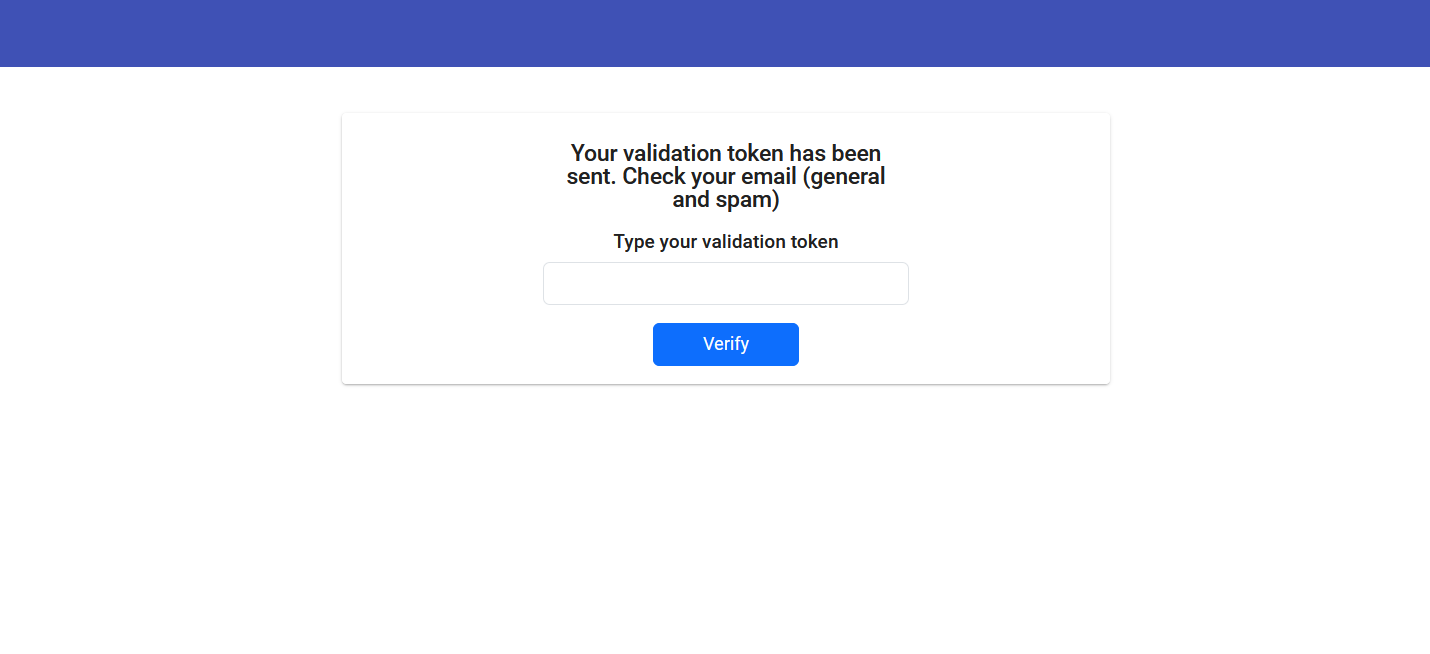 Your validation token has been
sent. Check your email (general
and spam)
Type your validation token
Verify